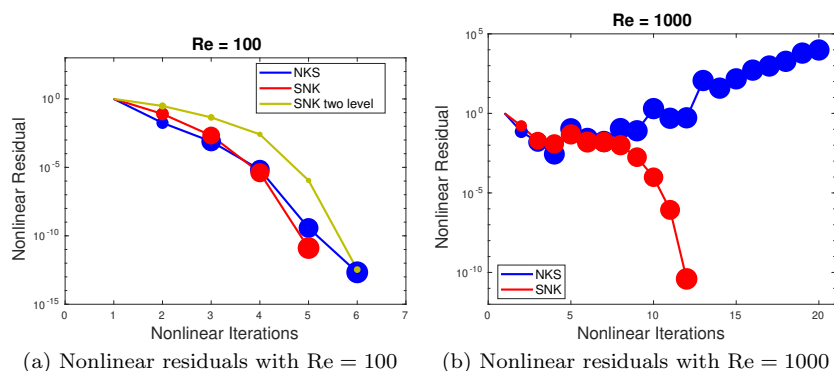 Re = 100
NKS
SNK
SNK two level
Nonlinear Residual
10^0
10^-5
10^-10
10^-15
0 1 2 3 4 5 6 7
Nonlinear Iterations
(a) Nonlinear residuals with Re = 100
Re = 1000
Nonlinear Residual
10^5
10^0
10^-5
10^-10
NKS
SNK
0 5 10 15 20
Nonlinear Iterations
(b) Nonlinear residuals with Re = 1000